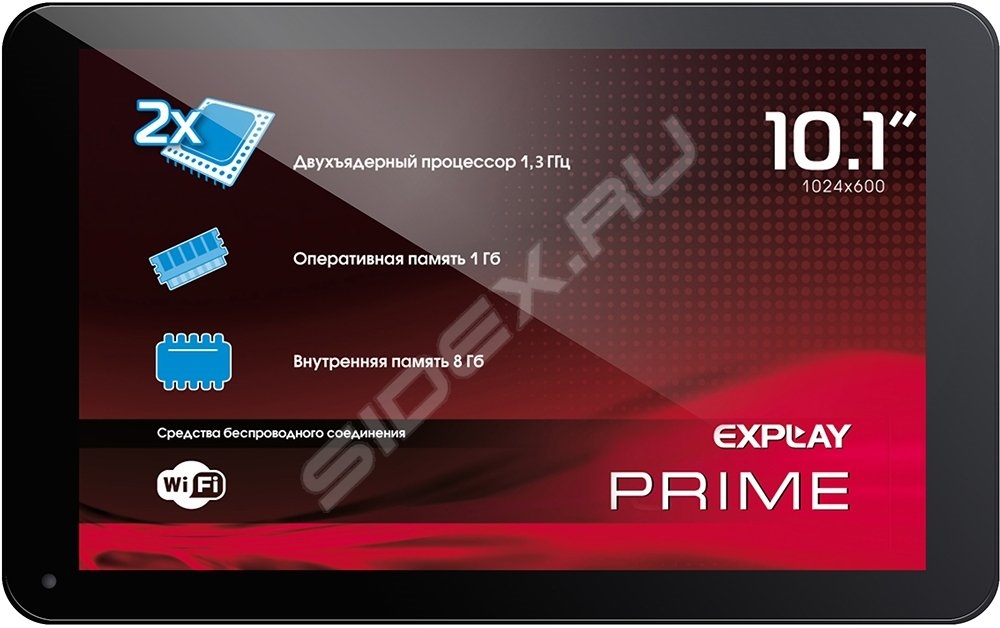 2x
Двухъядерный процессор 1,3 ГГц
10.1"
1024x600
Оперативная память 1 Гб
Внутренняя память 8 Гб
Средства беспроводного соединения
Wi Fi
EXPLAY
PRIME
SIDEX.RU